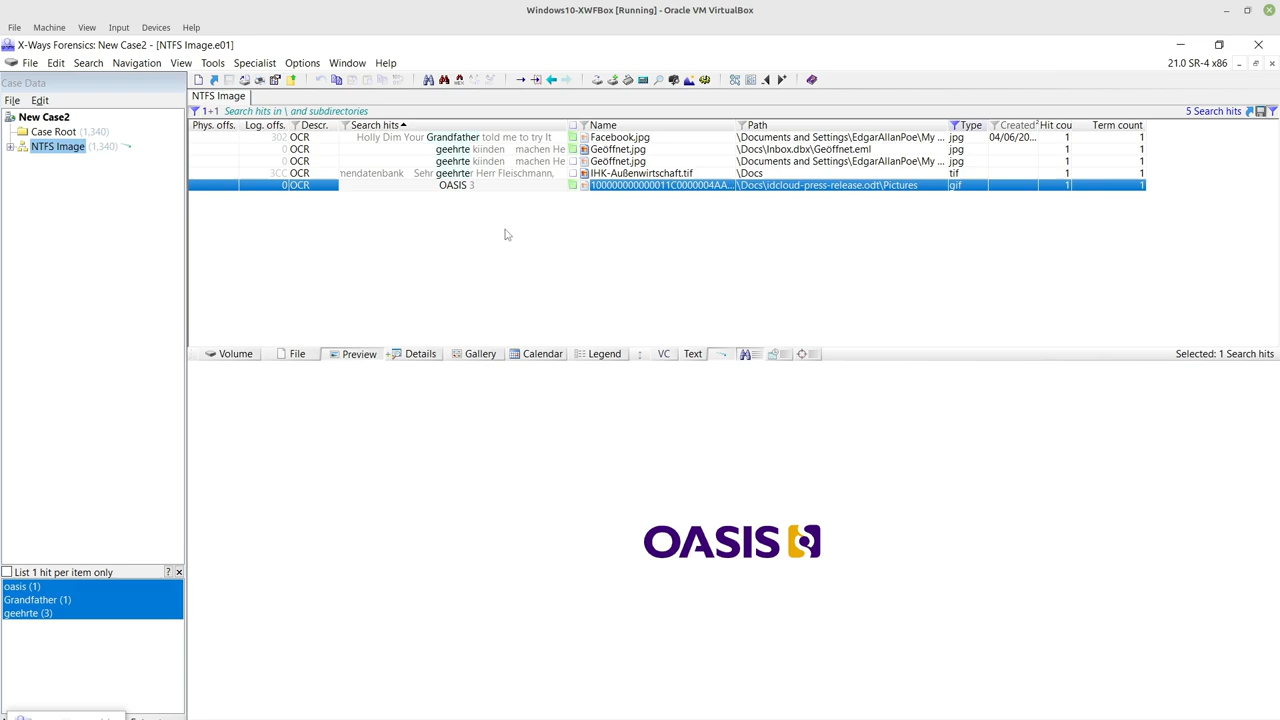 Windows10-XWFBox [Running] - Oracle VM VirtualBox
File Machine View Input Devices Help
X-Ways Forensics: New Case2 - [NTFS Image.e01]
File Edit Search Navigation View Tools Specialist Options Window Help 21.0 SR-4 x86
Case Data
File Edit
New Case2
Case Root (1,340)
NTFS Image (1,340)
NTFS Image
1+1 Search hits in \ and subdirectories 5 Search hits
Phys. offs. Log. offs. Descr. Search hits Name Path Type Created Hit cou Term count
302 OCR Holly Dim Your Grandfather told me to try It Facebook.jpg \Documents and Settings\EdgarAllanPoe\My ... jpg 04/06/20... 1 1
0 OCR geehrte kiinden machen He Geöffnet.jpg \Docs\Inbox.dbx\Geöffnet.eml jpg 1 1
0 OCR geehrte kiinden machen He Geöffnet.jpg \Documents and Settings\EdgarAllanPoe\My ... jpg 1 1
3CC OCR nendatenbank Sehr geehrter Herr Fleischmann, IHK-Außenwirtschaft.tif \Docs tif 1 1
0 OCR OASIS 3 \Docs\idcloud-press-release.odt\Pictures gif 1 1
Volume File Preview Details Gallery Calendar Legend VC Text Selected: 1 Search hits
OASIS
List 1 hit per item only ?
oasis (1)
Grandfather (1)
geehrte (3)